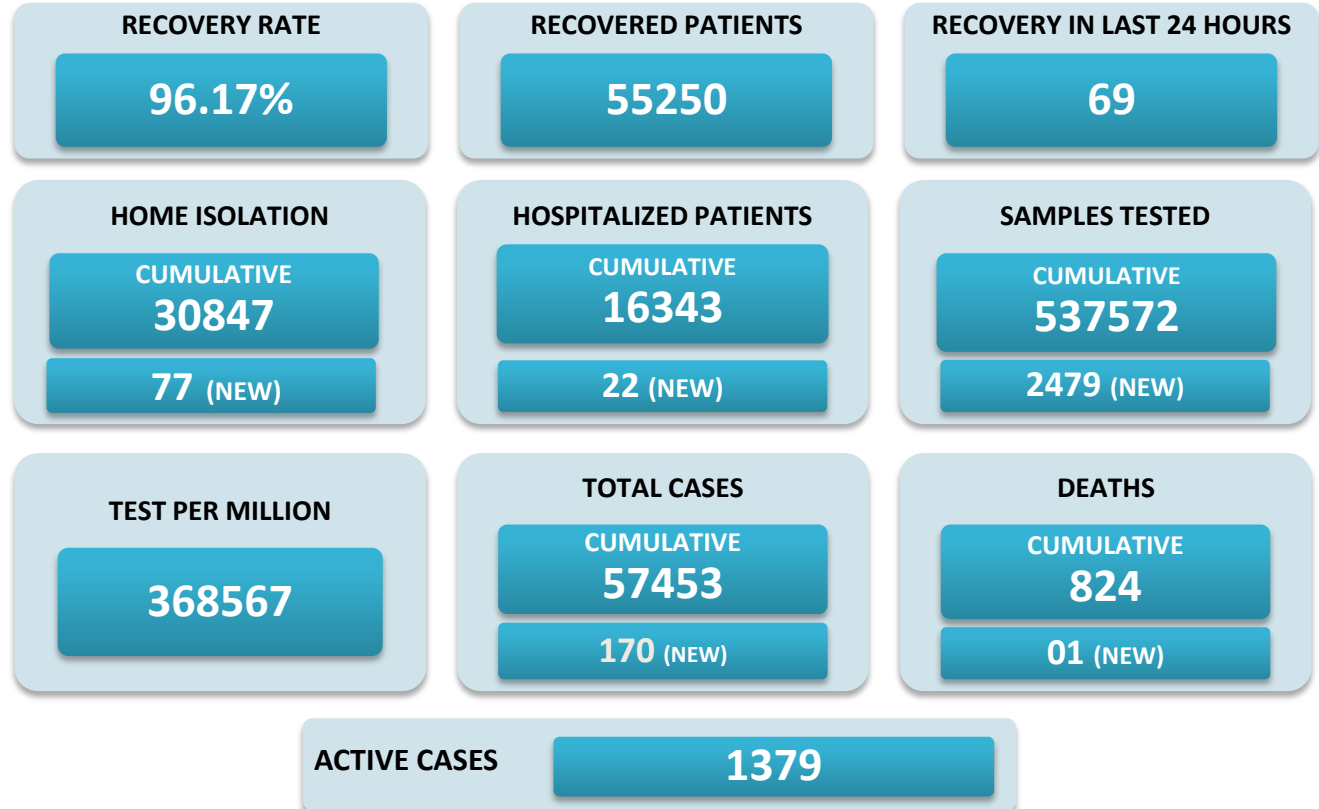 RECOVERY RATE
96.17%
RECOVERED PATIENTS
55250
RECOVERY IN LAST 24 HOURS
69
HOME ISOLATION
CUMULATIVE
30847
77 (NEW)
HOSPITALIZED PATIENTS
CUMULATIVE
16343
22 (NEW)
SAMPLES TESTED
CUMULATIVE
537572
2479 (NEW)
TEST PER MILLION
368567
TOTAL CASES
CUMULATIVE
57453
170 (NEW)
DEATHS
CUMULATIVE
824
01 (NEW)
ACTIVE CASES
1379